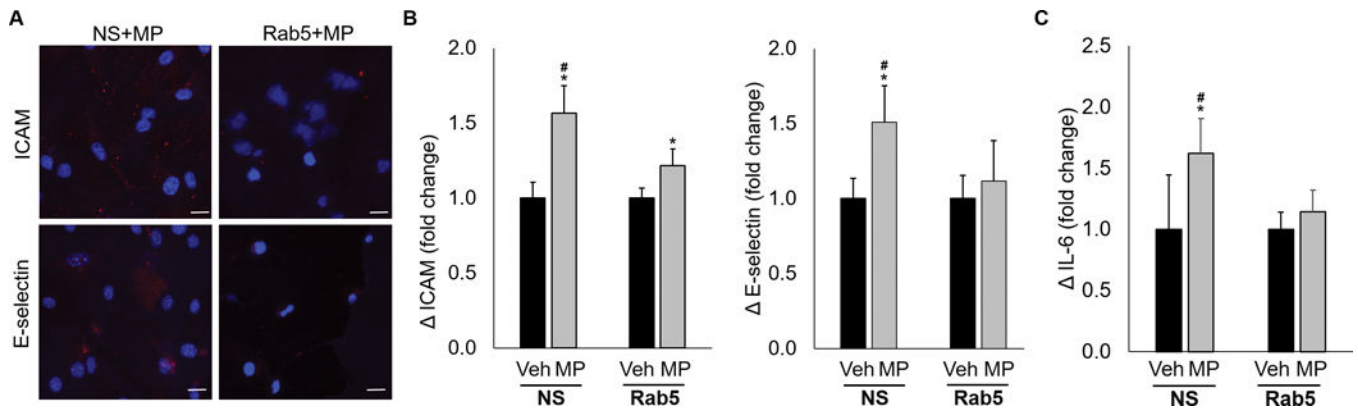 A
NS+MP
Rab5+MP
ICAM
E-selectin
B
Δ ICAM (fold change)
2.0
1.5
1.0
0.5
0.0
#
*
*
Veh MP
Veh MP
NS
Rab5
Δ E-selectin (fold change)
2.0
1.5
1.0
0.5
0.0
#
*
Veh MP
Veh MP
NS
Rab5
C
Δ IL-6 (fold change)
2.5
2.0
1.5
1.0
0.5
0.0
#
*
Veh MP
Veh MP
NS
Rab5